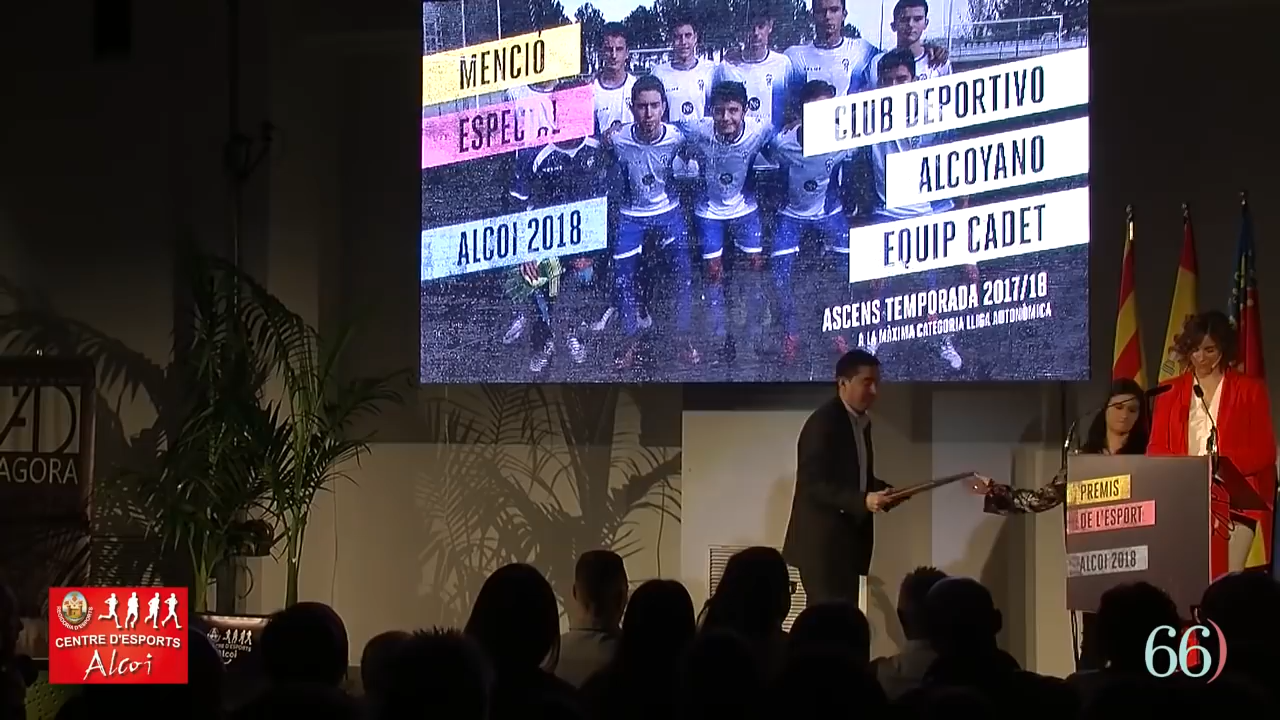 MENCIÓ
ESPECIAL
ALCOI 2018
CLUB DEPORTIVO
ALCOYANO
EQUIP CADET
ASCENS TEMPORADA 2017/18
A LA MÀXIMA CATEGORIA LLIGA AUTONÒMICA
AGORA
PREMIS
DE L'ESPORT
ALCOI 2018
CENTRE D'ESPORTS
Alcoi
66)